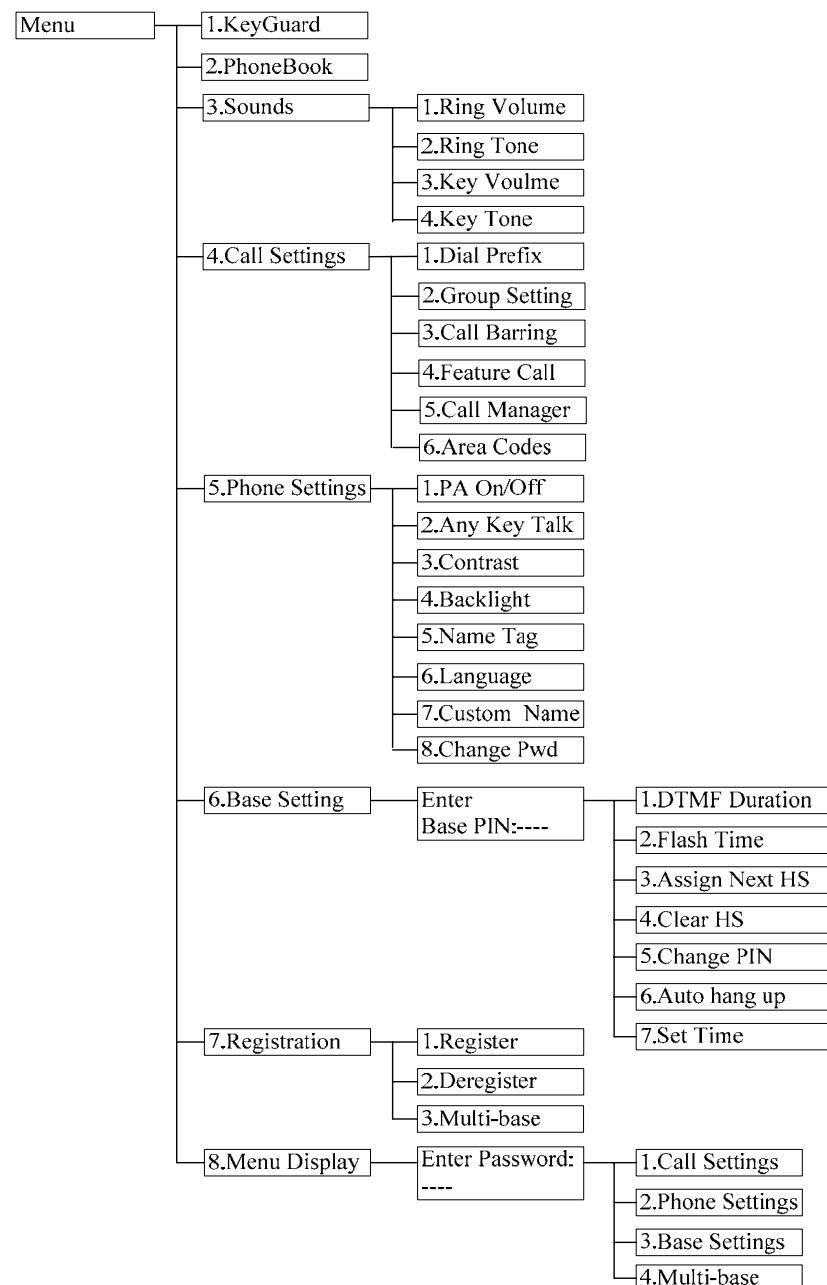 Menu
1.KeyGuard
2.PhoneBook
3.Sounds
1.Ring Volume
2.Ring Tone
3.Key Voulme
4.Key Tone
4.Call Settings
1.Dial Prefix
2.Group Setting
3.Call Barring
4.Feature Call
5.Call Manager
6.Area Codes
5.Phone Settings
1.PA On/Off
2.Any Key Talk
3.Contrast
4.Backlight
5.Name Tag
6.Language
7.Custom  Name
8.Change Pwd
6.Base Setting
Enter
Base PIN:----
1.DTMF Duration
2.Flash Time
3.Assign Next HS
4.Clear HS
5.Change PIN
6.Auto hang up
7.Set Time
7.Registration
1.Register
2.Deregister
3.Multi-base
8.Menu Display
Enter Password:
----
1.Call Settings
2.Phone Settings
3.Base Settings
4.Multi-base